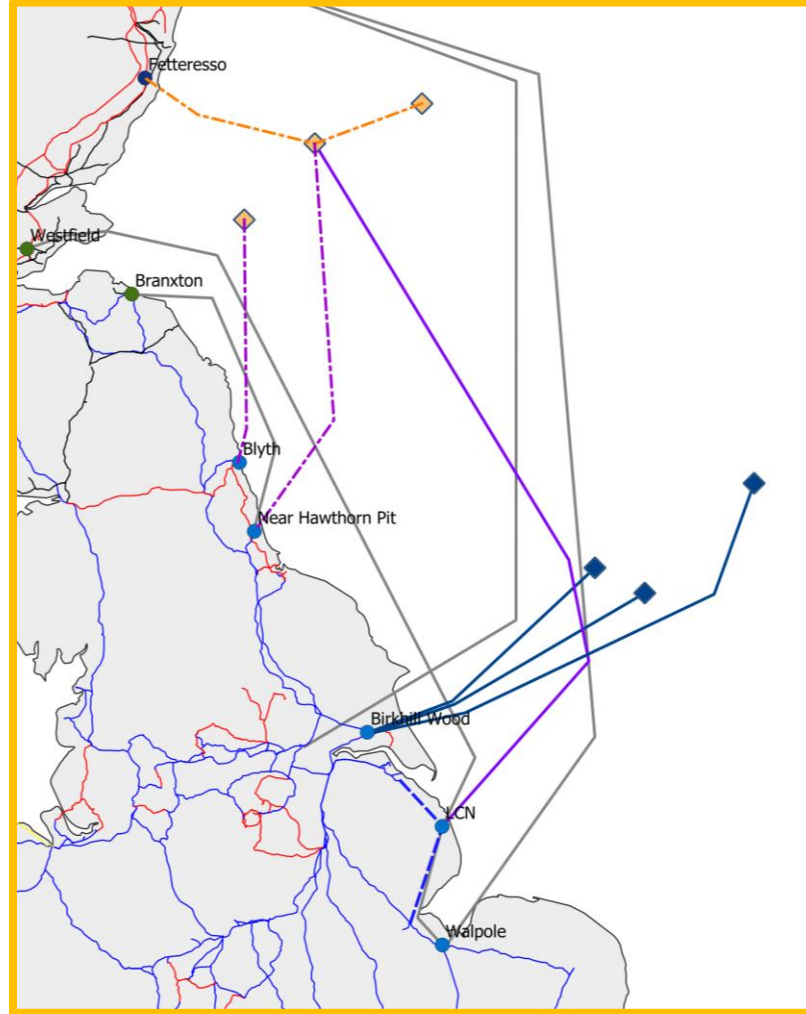 Fetteresso
Westfield
Branxton
Blyth
Near Hawthorn Pit
Birkhill Wood
LCN
Walpole